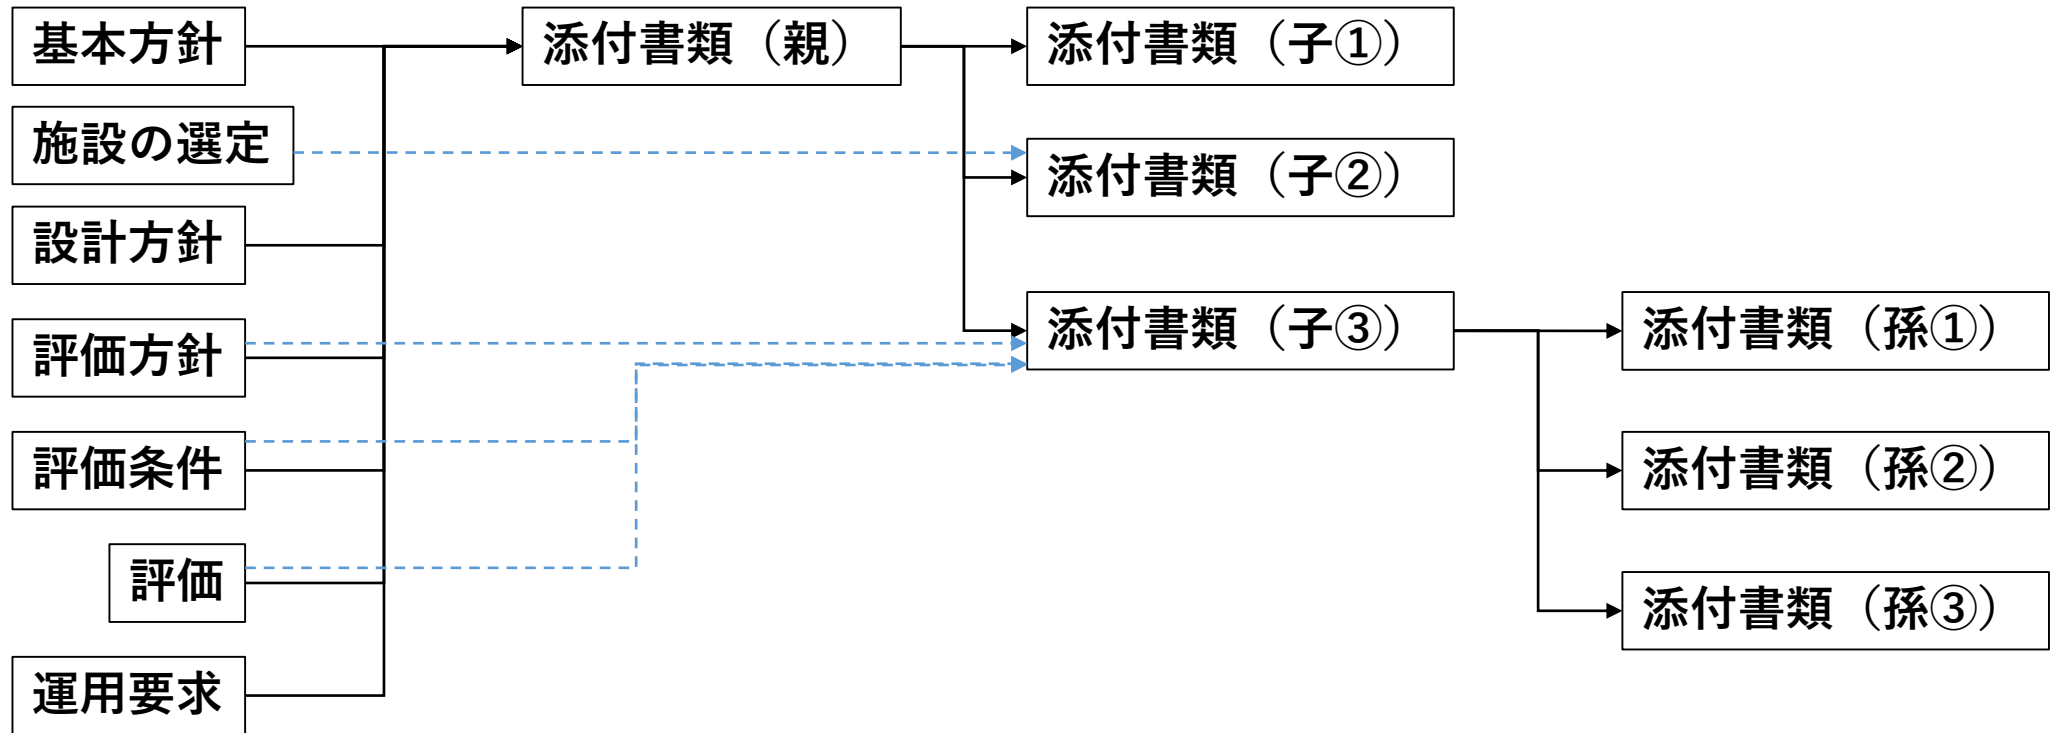 基本方針
施設の選定
設計方針
評価方針
評価条件
評価
運用要求
添付書類（親）
添付書類（子①）
添付書類（子②）
添付書類（子③）
添付書類（孫①）
添付書類（孫②）
添付書類（孫③）